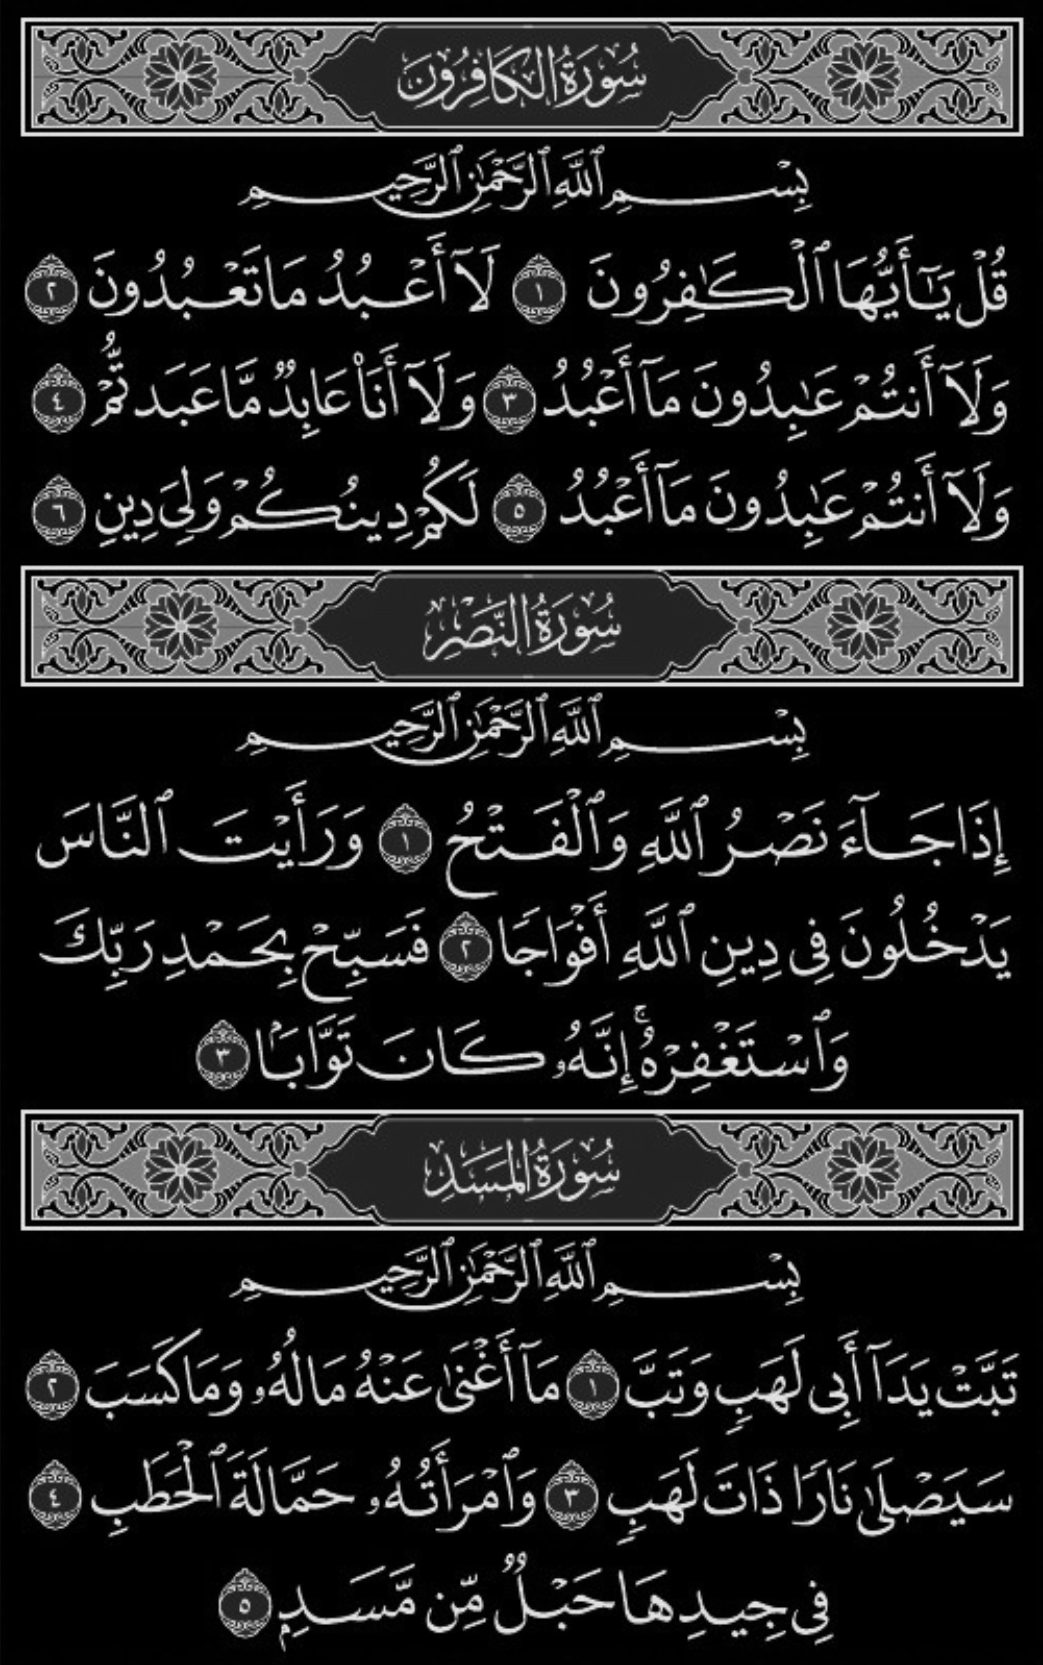 سُورَةُ الكَافِرُونَ
بِسْمِ ٱللَّهِ ٱلرَّحْمَٰنِ ٱلرَّحِيمِ
قُلْ يَٰٓأَيُّهَا ٱلْكَٰفِرُونَ ١ لَآ أَعْبُدُ مَا تَعْبُدُونَ ٢
وَلَآ أَنتُمْ عَٰبِدُونَ مَآ أَعْبُدُ ٣ وَلَآ أَنَا۠ عَابِدٌ مَّا عَبَدتُّمْ ٤
وَلَآ أَنتُمْ عَٰبِدُونَ مَآ أَعْبُدُ ٥ لَكُمْ دِينُكُمْ وَلِىَ دِينِ ٦
سُورَةُ النَّصْرِ
بِسْمِ ٱللَّهِ ٱلرَّحْمَٰنِ ٱلرَّحِيمِ
إِذَا جَآءَ نَصْرُ ٱللَّهِ وَٱلْفَتْحُ ١ وَرَأَيْتَ ٱلنَّاسَ
يَدْخُلُونَ فِى دِينِ ٱللَّهِ أَفْوَاجًا ٢ فَسَبِّحْ بِحَمْدِ رَبِّكَ
وَٱسْتَغْفِرْهُ ۚ إِنَّهُۥ كَانَ تَوَّابًۢا ٣
سُورَةُ المَسَدِ
بِسْمِ ٱللَّهِ ٱلرَّحْمَٰنِ ٱلرَّحِيمِ
تَبَّتْ يَدَآ أَبِى لَهَبٍ وَتَبَّ ١ مَآ أَغْنَىٰ عَنْهُ مَالُهُۥ وَمَا كَسَبَ ٢
سَيَصْلَىٰ نَارًا ذَاتَ لَهَبٍ ٣ وَٱمْرَأَتُهُۥ حَمَّالَةَ ٱلْحَطَبِ ٤
فِى جِيدِهَا حَبْلٌ مِّن مَّسَدٍۭ ٥